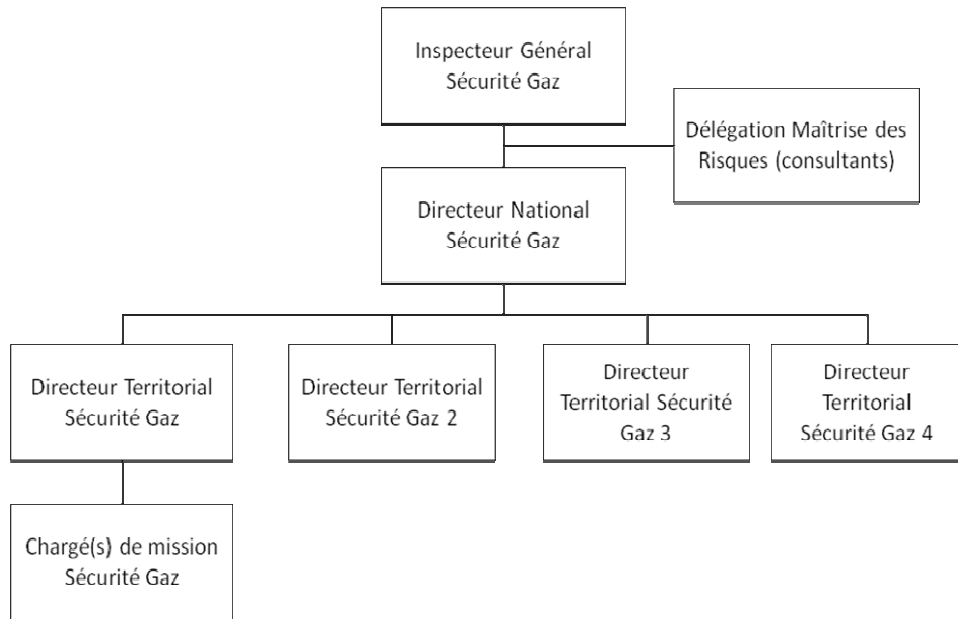 Inspecteur Général
Sécurité Gaz
Délégation Maîtrise des
Risques (consultants)
Directeur National
Sécurité Gaz
Directeur Territorial
Sécurité Gaz
Directeur Territorial
Sécurité Gaz 2
Directeur
Territorial Sécurité
Gaz 3
Directeur
Territorial
Sécurité Gaz 4
Chargé(s) de mission
Sécurité Gaz